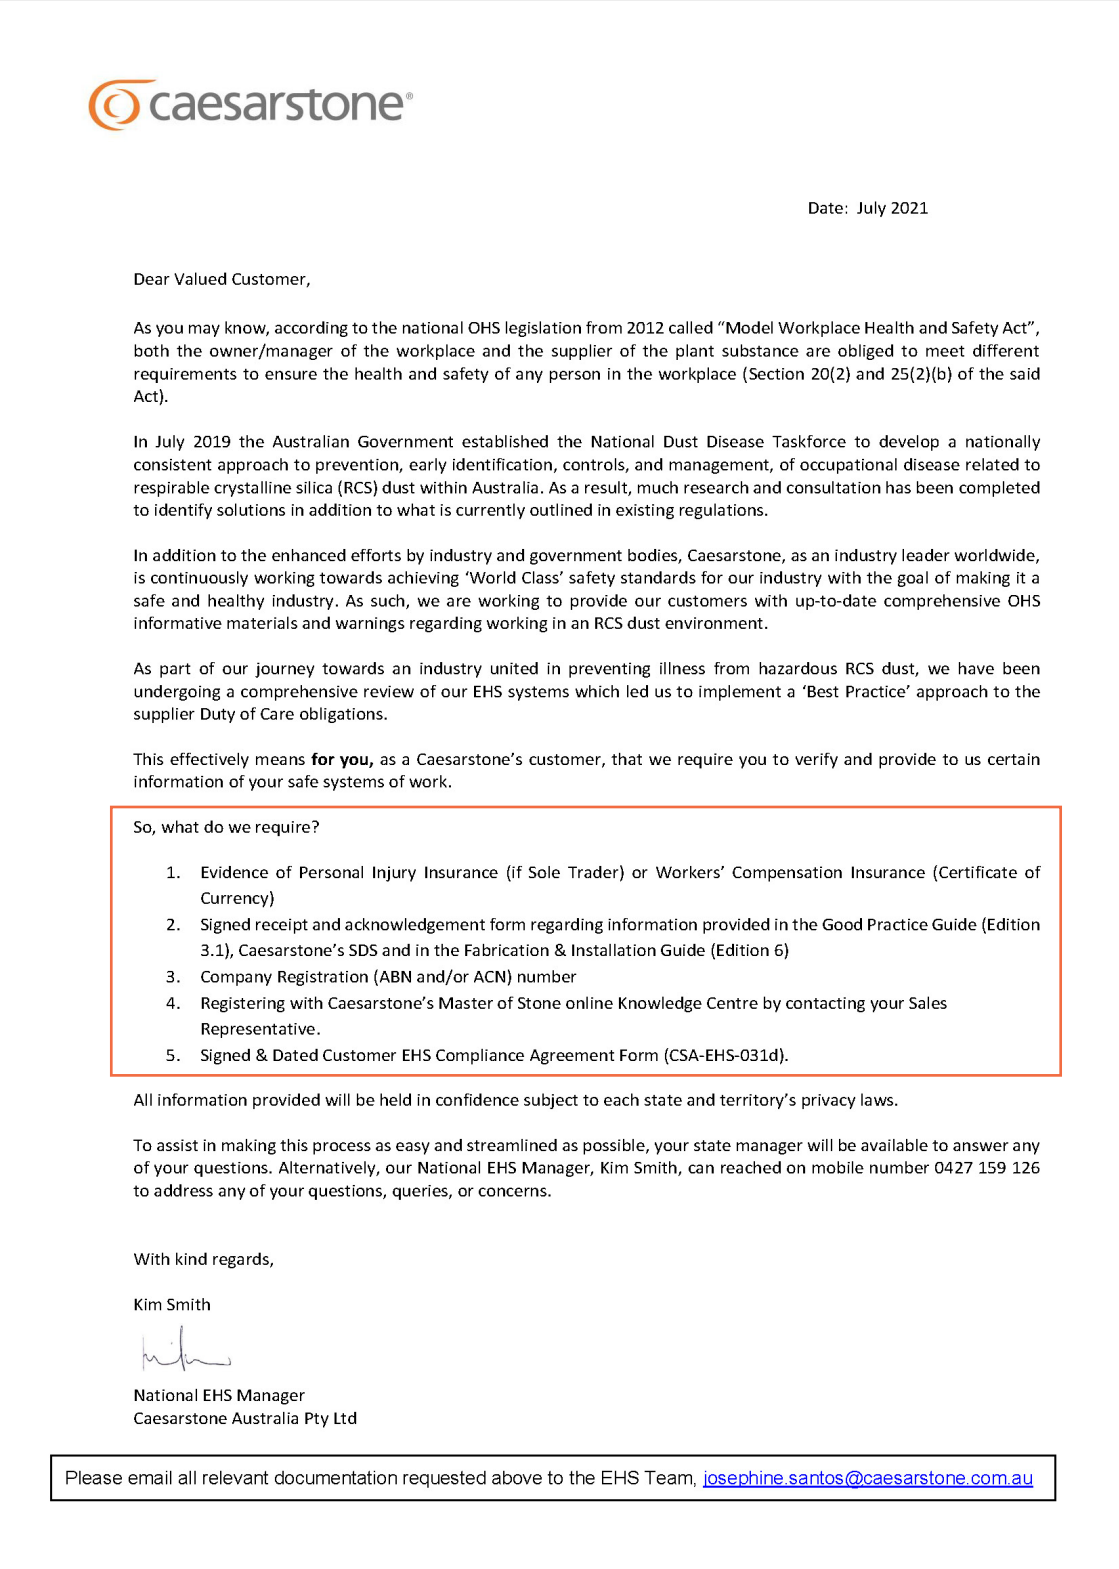 caesarstone®
Date: July 2021
Dear Valued Customer,
As you may know, according to the national OHS legislation from 2012 called “Model Workplace Health and Safety Act”,
both the owner/manager of the workplace and the supplier of the plant substance are obliged to meet different
requirements to ensure the health and safety of any person in the workplace (Section 20(2) and 25(2)(b) of the said
Act).
In July 2019 the Australian Government established the National Dust Disease Taskforce to develop a nationally
consistent approach to prevention, early identification, controls, and management, of occupational disease related to
respirable crystalline silica (RCS) dust within Australia. As a result, much research and consultation has been completed
to identify solutions in addition to what is currently outlined in existing regulations.
In addition to the enhanced efforts by industry and government bodies, Caesarstone, as an industry leader worldwide,
is continuously working towards achieving ‘World Class’ safety standards for our industry with the goal of making it a
safe and healthy industry. As such, we are working to provide our customers with up-to-date comprehensive OHS
informative materials and warnings regarding working in an RCS dust environment.
As part of our journey towards an industry united in preventing illness from hazardous RCS dust, we have been
undergoing a comprehensive review of our EHS systems which led us to implement a ‘Best Practice’ approach to the
supplier Duty of Care obligations.
This effectively means for you, as a Caesarstone’s customer, that we require you to verify and provide to us certain
information of your safe systems of work.
So, what do we require?
1. Evidence of Personal Injury Insurance (if Sole Trader) or Workers’ Compensation Insurance (Certificate of
Currency)
2. Signed receipt and acknowledgement form regarding information provided in the Good Practice Guide (Edition
3.1), Caesarstone’s SDS and in the Fabrication & Installation Guide (Edition 6)
3. Company Registration (ABN and/or ACN) number
4. Registering with Caesarstone’s Master of Stone online Knowledge Centre by contacting your Sales
Representative.
5. Signed & Dated Customer EHS Compliance Agreement Form (CSA-EHS-031d).
All information provided will be held in confidence subject to each state and territory’s privacy laws.
To assist in making this process as easy and streamlined as possible, your state manager will be available to answer any
of your questions. Alternatively, our National EHS Manager, Kim Smith, can reached on mobile number 0427 159 126
to address any of your questions, queries, or concerns.
With kind regards,
Kim Smith
National EHS Manager
Caesarstone Australia Pty Ltd
Please email all relevant documentation requested above to the EHS Team, josephine.santos@caesarstone.com.au